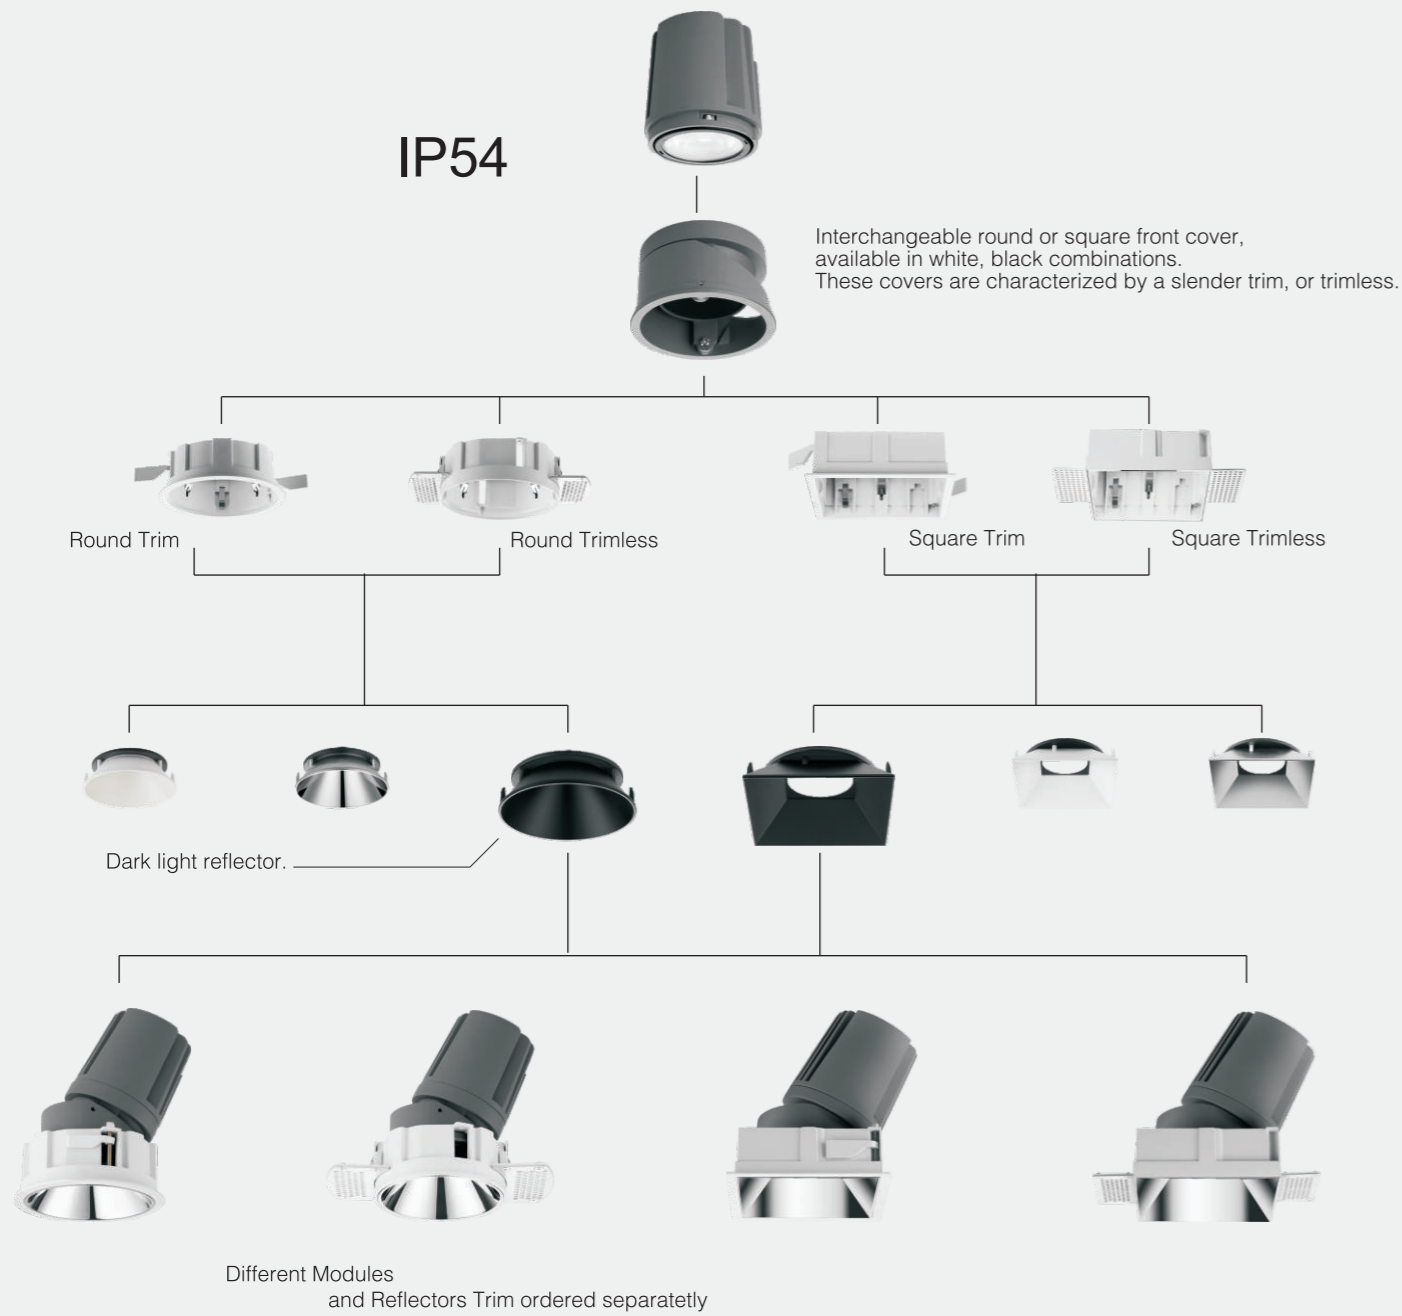 IP54
Interchangeable round or square front cover,
available in white, black combinations.
These covers are characterized by a slender trim, or trimless.
Round Trim
Round Trimless
Square Trim
Square Trimless
Dark light reflector.
Different Modules
and Reflectors Trim ordered separatetly